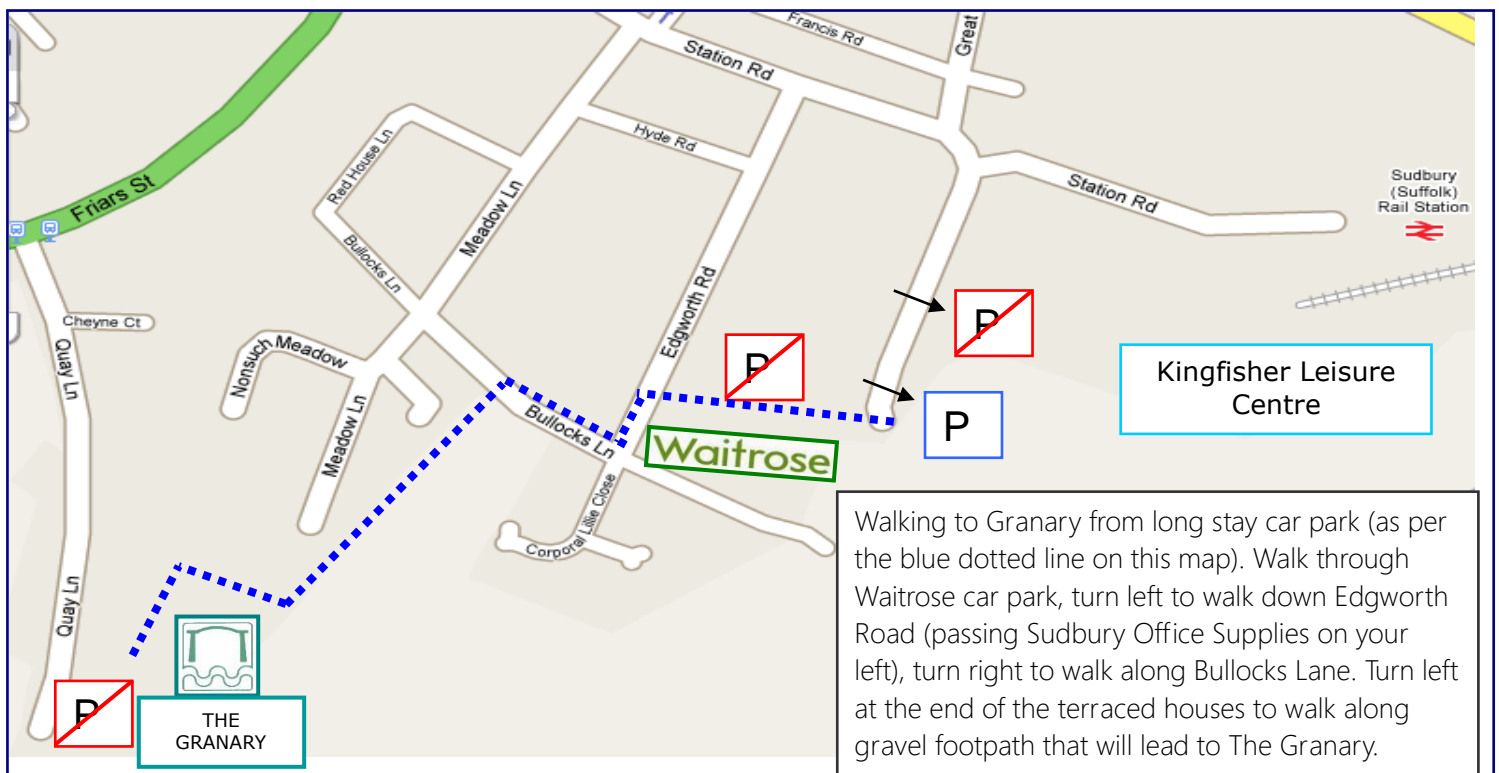 Francis Rd
Great
Station Rd
Hyde Rd
Red House Ln
Meadow Ln
Friars St
Station Rd
Sudbury
(Suffolk)
Rail Station
Bullocks Ln
Edgworth Rd
Cheyne Ct
Quay Ln
Nonsuch Meadow
P
P
P
Kingfisher Leisure
Centre
Meadow Ln
Bullocks Ln
Waitrose
Corporal Lillie Close
Quay Ln
P
THE
GRANARY
Walking to Granary from long stay car park (as per
the blue dotted line on this map). Walk through
Waitrose car park, turn left to walk down Edgworth
Road (passing Sudbury Office Supplies on your
left), turn right to walk along Bullocks Lane. Turn left
at the end of the terraced houses to walk along
gravel footpath that will lead to The Granary.